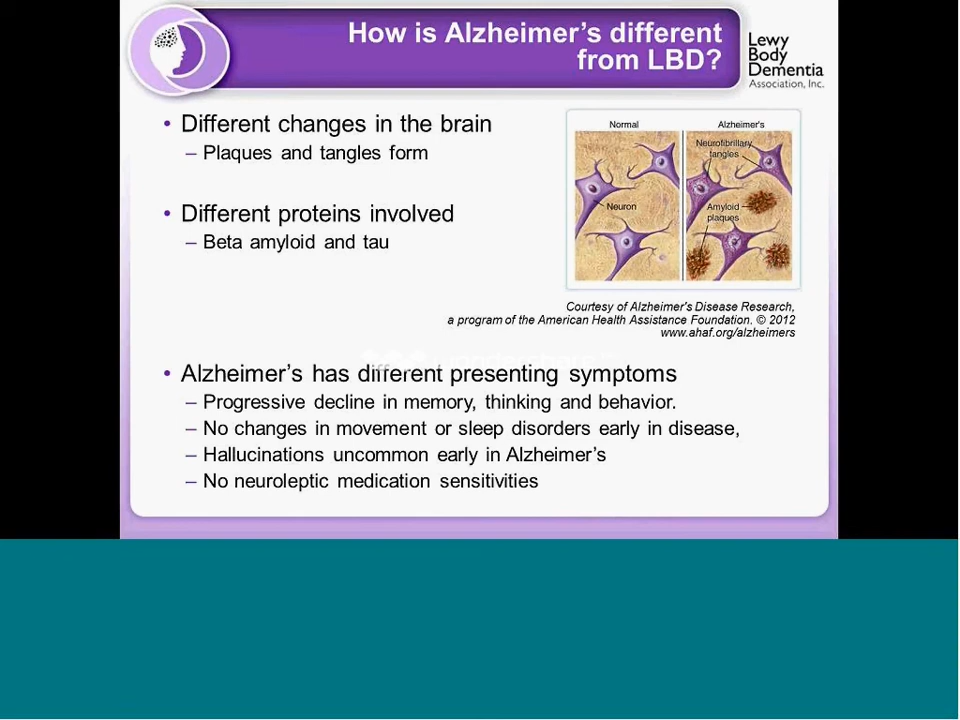 How is Alzheimer's different
from LBD?
Lewy
Body
Dementia
Association, Inc.
• Different changes in the brain
– Plaques and tangles form
• Different proteins involved
– Beta amyloid and tau
Normal
Alzheimer's
Neurofibrillary
tangles
Neuron
Amyloid
plaques
Courtesy of Alzheimer's Disease Research,
a program of the American Health Assistance Foundation. © 2012
www.ahaf.org/alzheimers
wondershare
• Alzheimer's has different presenting symptoms
– Progressive decline in memory, thinking and behavior.
– No changes in movement or sleep disorders early in disease,
– Hallucinations uncommon early in Alzheimer's
– No neuroleptic medication sensitivities